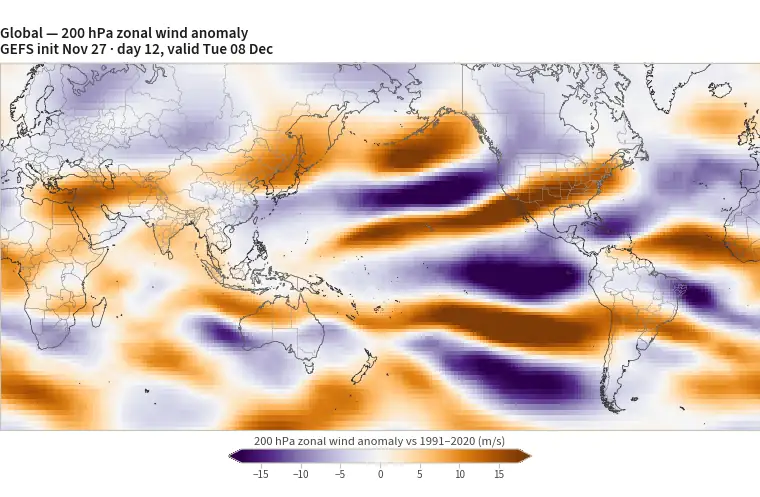 Global — 200 hPa zonal wind anomaly
GEFS init Nov 27 · day 12, valid Tue 08 Dec
200 hPa zonal wind anomaly vs 1991–2020 (m/s)
−15 −10 −5 0 5 10 15